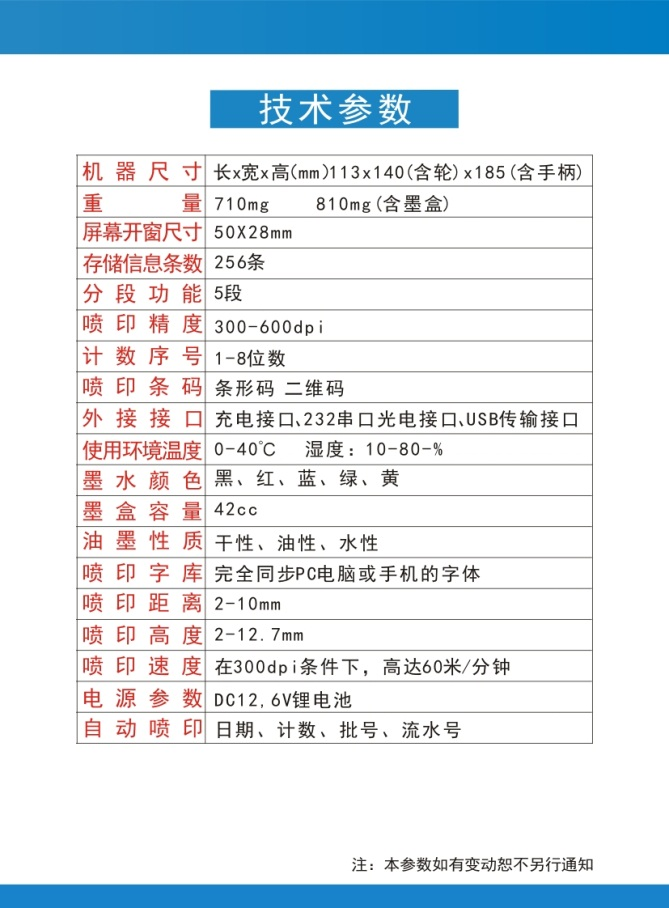 技术参数
机器尺寸 长x宽x高(mm)113x140(含轮)x185(含手柄)
重量 710mg 810mg(含墨盒)
屏幕开窗尺寸 50X28mm
存储信息条数 256条
分段功能 5段
喷印精度 300-600dpi
计数序号 1-8位数
喷印条码 条形码 二维码
外接接口 充电接口、232串口光电接口、USB传输接口
使用环境温度 0-40℃ 湿度：10-80-%
墨水颜色 黑、红、蓝、绿、黄
墨盒容量 42cc
油墨性质 干性、油性、水性
喷印字库 完全同步PC电脑或手机的字体
喷印距离 2-10mm
喷印高度 2-12.7mm
喷印速度 在300dpi条件下，高达60米/分钟
电源参数 DC12,6V锂电池
自动喷印 日期、计数、批号、流水号
注：本参数如有变动恕不另行通知